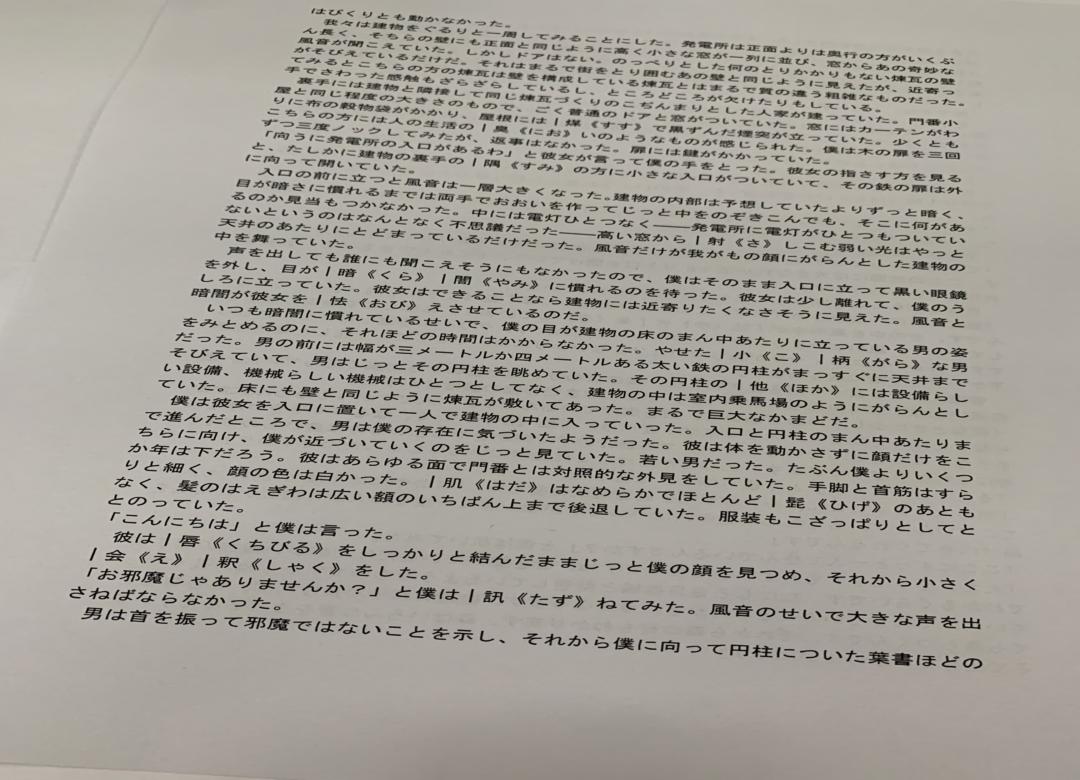 はぴくりとも動かなかった。
　我々は建物をぐるりと一周してみることにした。発電所は正面よりは奥行の方がいくぶ
ん長く、そちらの壁にも正面と同じように高く小さな窓が一列に並び、窓からあの奇妙な
風音が聞こえていた。しかしドアはない。のっぺりとした何のとりかかりもない煉瓦の壁
がそびえているだけだ。それはまるで街をとり囲むあの壁と同じように見えたが、近寄っ
てみるとこちらの方の煉瓦は壁を構成している煉瓦とはまるで質の違う粗雑なものだった。
手でさわった感触もざらざらしているし、ところどころが欠けたりもしている。
　裏手には建物と隣接して同じ煉瓦づくりのこぢんまりとした人家が建っていた。門番小
屋と同じ程度の大きさのもので、ごく普通のドアと窓がついていた。窓にはカーテンがわ
りに布の穀物袋がかかり、屋根には｜煤《すす》で黒ずんだ煙突が立っていた。少くとも
こちらの方には人の生活の｜臭《にお》いのようなものが感じられた。僕は木の扉を三回
ずつ三度ノックしてみたが、返事はなかった。扉には鍵がかかっていた。
「向うに発電所の入口があるわ」と彼女が言って僕の手をとった。彼女の指さす方を見る
と、たしかに建物の裏手の｜隅《すみ》の方に小さな入口がついていて、その鉄の扉は外
に向って開いていた。
　入口の前に立つと風音は一層大きくなった。建物の内部は予想していたよりずっと暗く、
目が暗さに慣れるまでは両手でおおいを作ってじっと中をのぞきこんでも、そこに何があ
るのか見当もつかなかった。中には電灯ひとつなく――発電所に電灯がひとつもついてい
ないというのはなんとなく不思議だった――高い窓から｜射《さ》しこむ弱い光はやっと
天井のあたりにとどまっているだけだった。風音だけが我がもの顔にがらんとした建物の
中を舞っていた。
　声を出しても誰にも聞こえそうにもなかったので、僕はそのまま入口に立って黒い眼鏡
を外し、目が｜暗《くら》｜闇《やみ》に慣れるのを待った。彼女は少し離れて、僕のう
しろに立っていた。彼女はできることなら建物には近寄りたくなさそうに見えた。風音と
暗闇が彼女を｜怯《おび》えさせているのだ。
　いつも暗闇に慣れているせいで、僕の目が建物の床のまん中あたりに立っている男の姿
をみとめるのに、それほどの時間はかからなかった。やせた｜小《こ》｜柄《がら》な男
だった。男の前には幅が三メートルか四メートルある太い鉄の円柱がまっすぐに天井まで
そびえていて、男はじっとその円柱を眺めていた。その円柱の｜他《ほか》には設備らし
い設備、機械らしい機械はひとつとしてなく、建物の中は室内乗馬場のようにがらんとし
ていた。床にも壁と同じように煉瓦が敷いてあった。まるで巨大なかまどだ。
　僕は彼女を入口に置いて一人で建物の中に入っていった。入口と円柱のまん中あたりま
で進んだところで、男は僕の存在に気づいたようだった。彼は体を動かさずに顔だけをこ
ちらに向け、僕が近づいていくのをじっと見ていた。若い男だった。たぶん僕よりいくつ
か年は下だろう。彼はあらゆる面で門番とは対照的な外見をしていた。手脚と首筋はすら
りと細く、顔の色は白かった。｜肌《はだ》はなめらかでほとんど｜髭《ひげ》のあとも
なく、髪のはえぎわは広い額のいちばん上まで後退していた。服装もこざっぱりとしてと
とのっていた。
「こんにちは」と僕は言った。
　彼は｜唇《くちびる》をしっかりと結んだままじっと僕の顔を見つめ、それから小さく
｜会《え》｜釈《しゃく》をした。
「お邪魔じゃありませんか？」と僕は｜訊《たず》ねてみた。風音のせいで大きな声を出
さねばならなかった。
　男は首を振って邪魔ではないことを示し、それから僕に向って円柱についた葉書ほどの